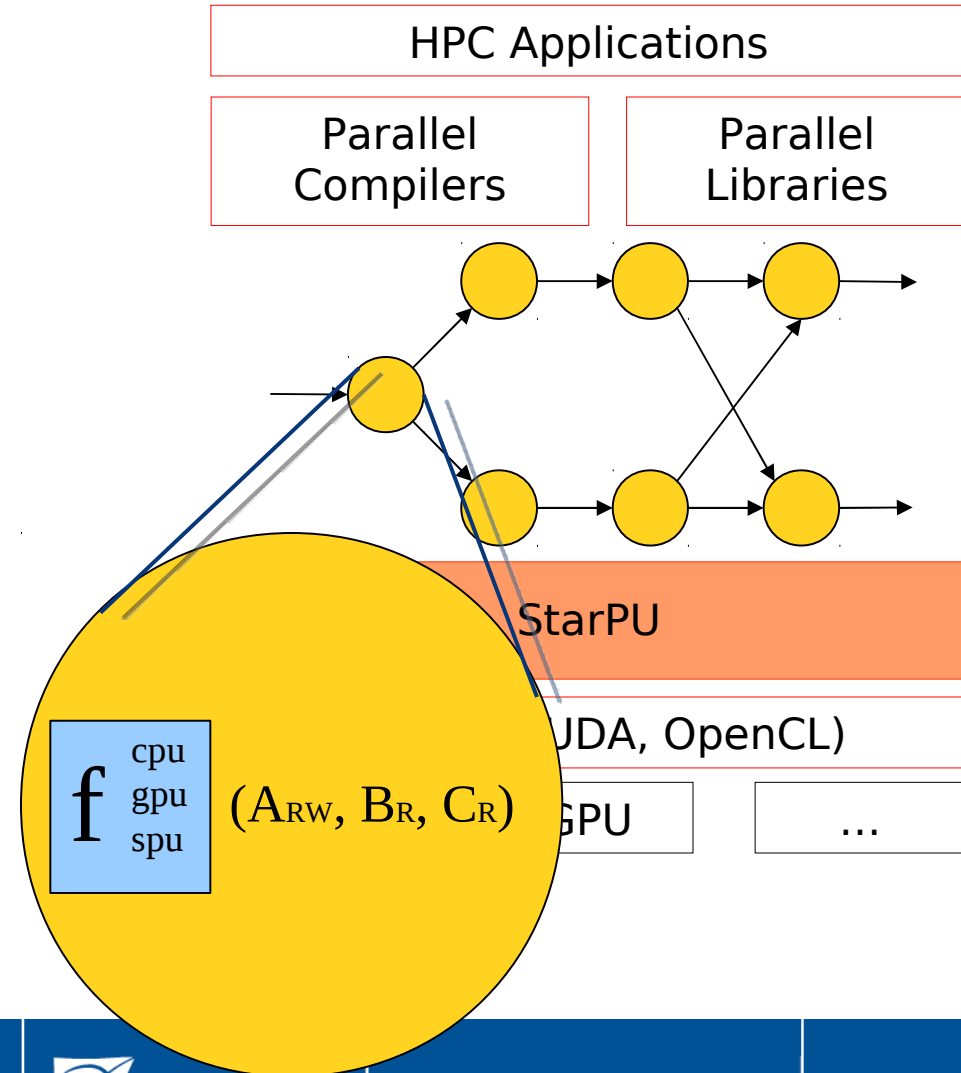 HPC Applications
Parallel
Compilers
Parallel
Libraries
StarPU
UDA, OpenCL)
f cpu
gpu
spu
(ARW, BR, CR)
GPU
...